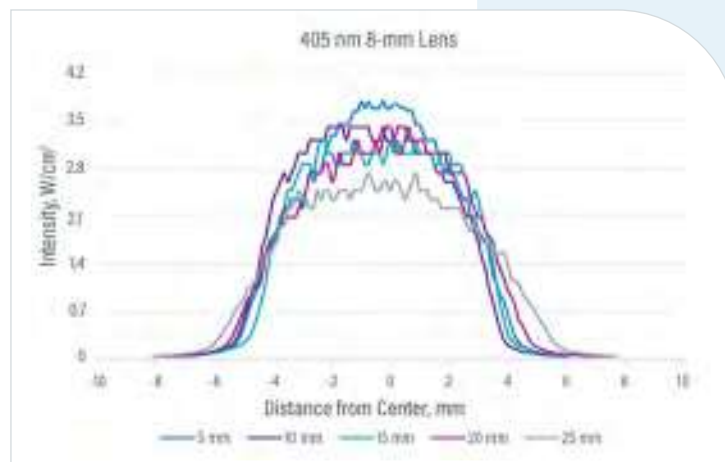 405 nm 8-mm Lens
4.2
3.5
2.8
2.1
1.4
0.7
0
Intensity, W/cm²
-10 -8 -6 -4 -2 0 2 4 6 8 10
Distance from Center, mm
5 mm 10 mm 15 mm 20 mm 25 mm